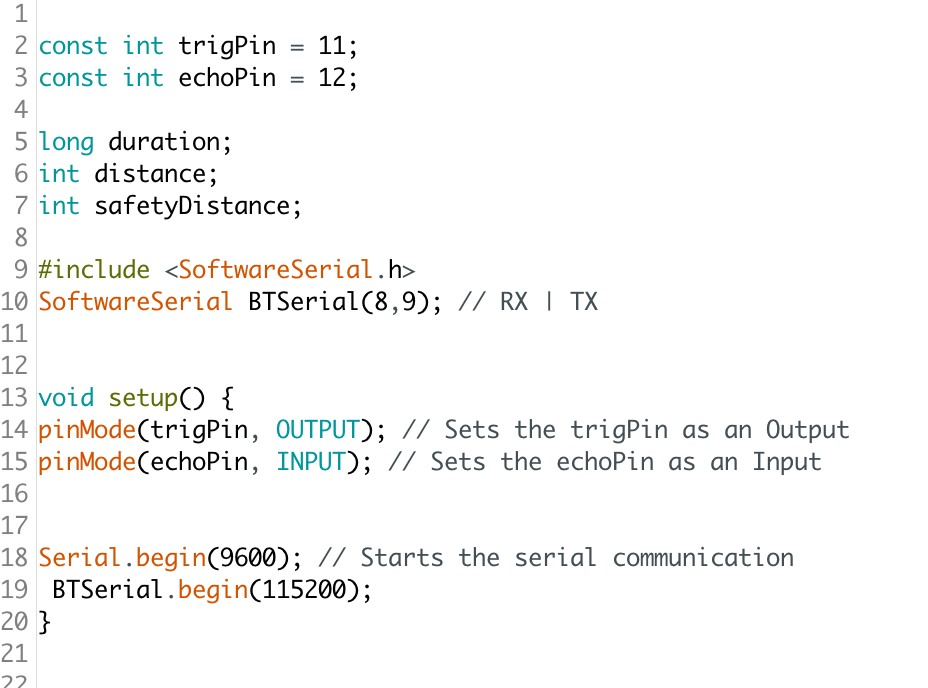 1
2 const int trigPin = 11;
3 const int echoPin = 12;
4
5 long duration;
6 int distance;
7 int safetyDistance;
8
9 #include <SoftwareSerial.h>
10 SoftwareSerial BTSerial(8,9); // RX | TX
11
12
13 void setup() {
14 pinMode(trigPin, OUTPUT); // Sets the trigPin as an Output
15 pinMode(echoPin, INPUT); // Sets the echoPin as an Input
16
17
18 Serial.begin(9600); // Starts the serial communication
19  BTSerial.begin(115200);
20 }
21
22